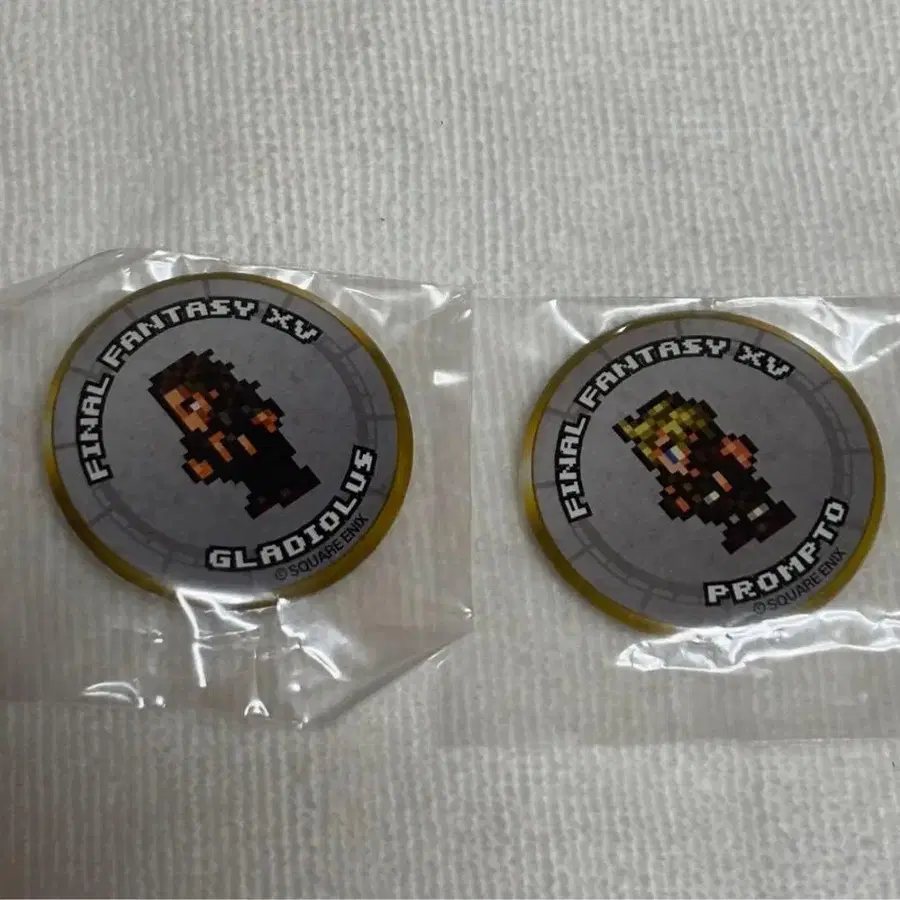 FINAL FANTASY XV
GLADIOLUS
© SQUARE ENIX
FINAL FANTASY XV
PROMPTO
© SQUARE ENIX